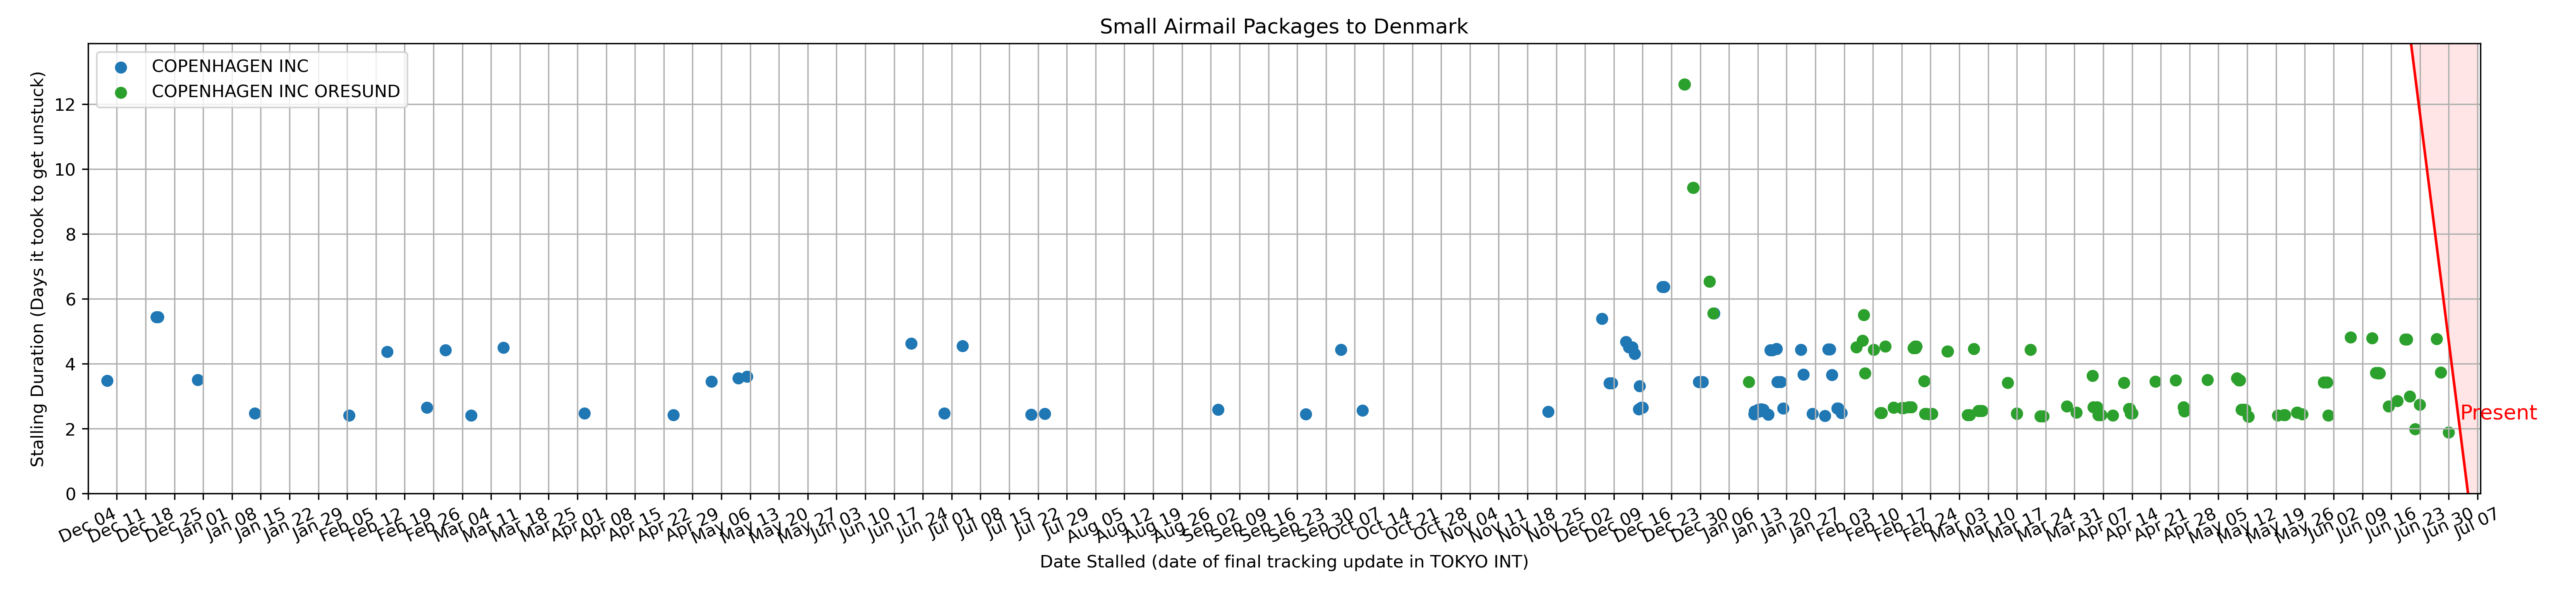 Small Airmail Packages to Denmark
COPENHAGEN INC
COPENHAGEN INC ORESUND
Stalling Duration (Days it took to get unstuck)
12
10
8
6
4
2
0
Present
Dec 04
Dec 11
Dec 18
Dec 25
Jan 01
Jan 08
Jan 15
Jan 22
Jan 29
Feb 05
Feb 12
Feb 19
Feb 26
Mar 04
Mar 11
Mar 18
Mar 25
Apr 01
Apr 08
Apr 15
Apr 22
Apr 29
May 06
May 13
May 20
May 27
Jun 03
Jun 10
Jun 17
Jun 24
Jul 01
Jul 08
Jul 15
Jul 22
Jul 29
Aug 05
Aug 12
Aug 19
Aug 26
Sep 02
Sep 09
Sep 16
Sep 23
Sep 30
Oct 07
Oct 14
Oct 21
Oct 28
Nov 04
Nov 11
Nov 18
Nov 25
Dec 02
Dec 09
Dec 16
Dec 23
Dec 30
Jan 06
Jan 13
Jan 20
Jan 27
Feb 03
Feb 10
Feb 17
Feb 24
Mar 03
Mar 10
Mar 17
Mar 24
Mar 31
Apr 07
Apr 14
Apr 21
Apr 28
May 05
May 12
May 19
May 26
Jun 02
Jun 09
Jun 16
Jun 23
Jun 30
Jul 07
Date Stalled (date of final tracking update in TOKYO INT)